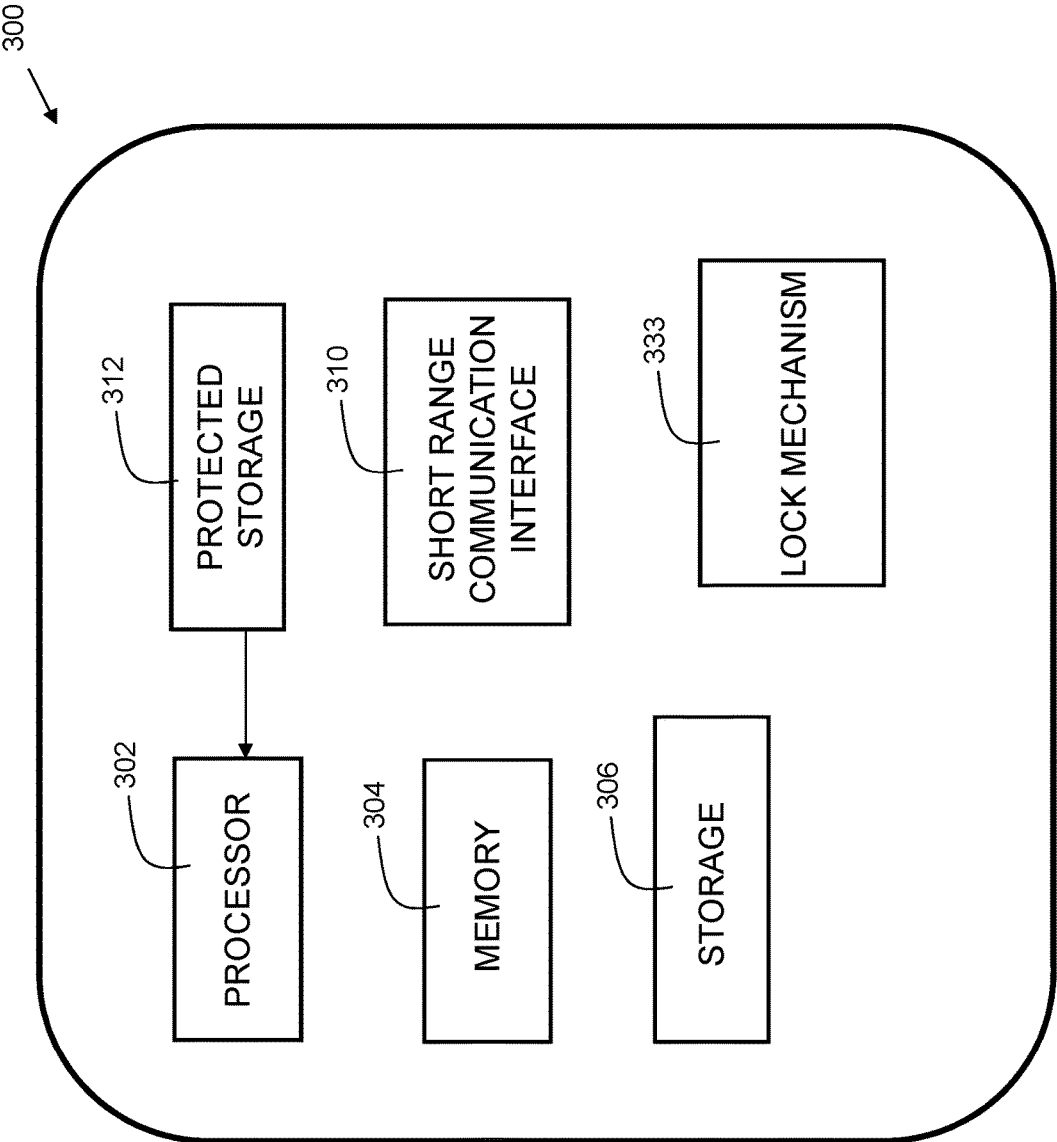 300
302
PROCESSOR
312
PROTECTED
STORAGE
304
MEMORY
310
SHORT RANGE
COMMUNICATION
INTERFACE
306
STORAGE
333
LOCK MECHANISM